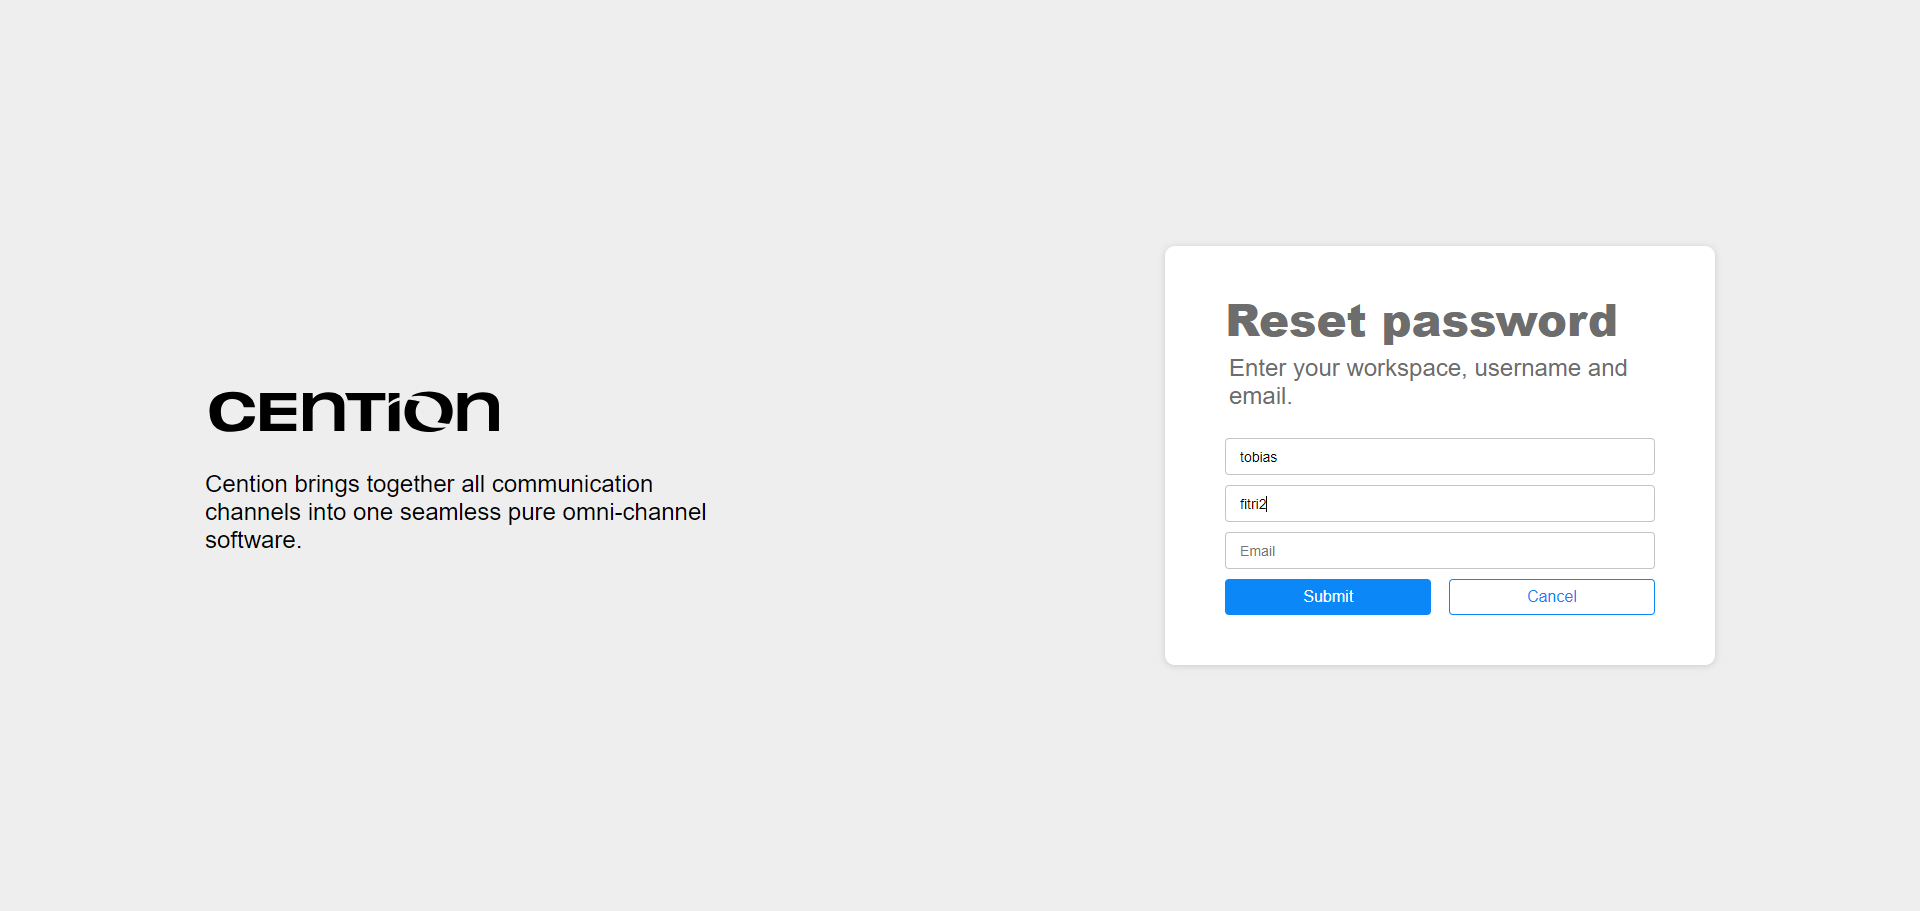 CENTION
Cention brings together all communication
channels into one seamless pure omni-channel
software.
Reset password
Enter your workspace, username and
email.
tobias
fitri2
Email
Submit
Cancel